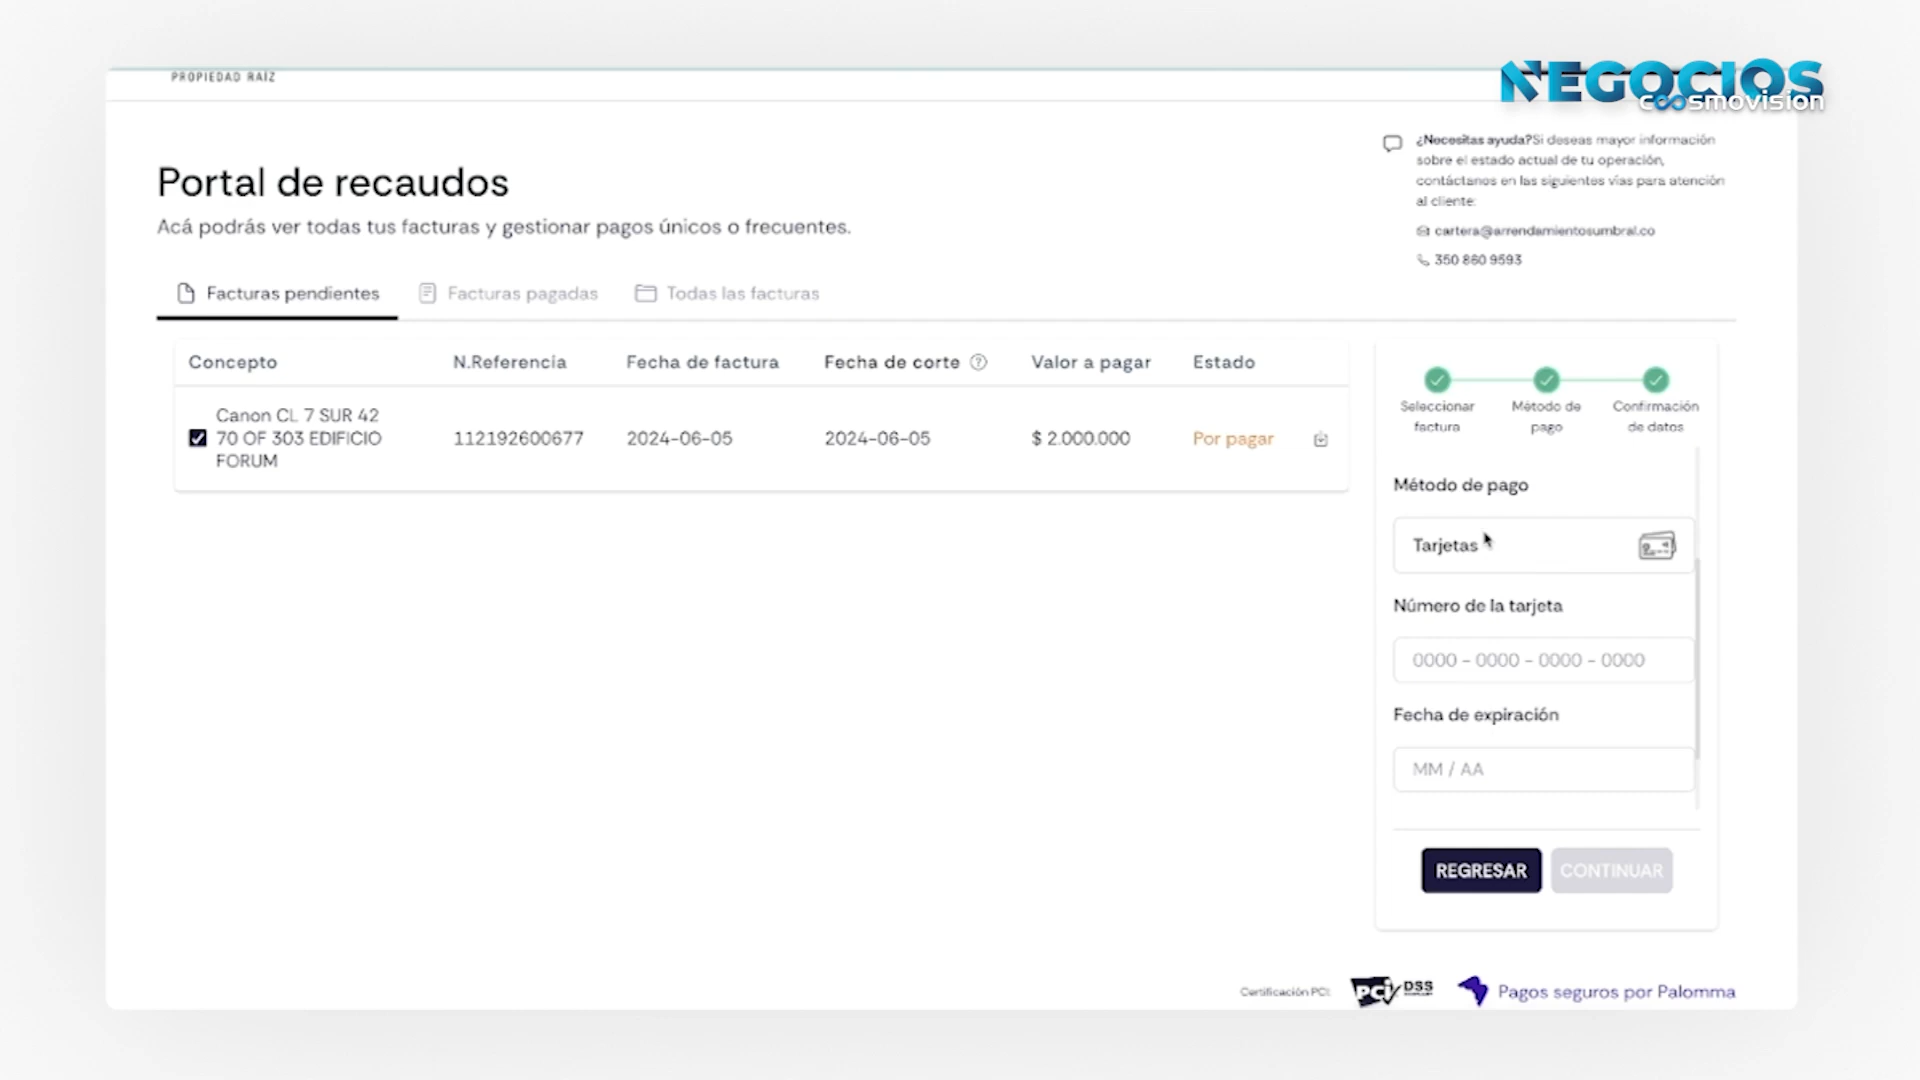 PROPIEDAD RAÍZ
NEGOCIOS
cosmovision
¿Necesitas ayuda?Si deseas mayor información
sobre el estado actual de tu operación,
contáctanos en las siguientes vías para atención
al cliente:
cartera@arrendamientosumbral.co
350 860 9593
Portal de recaudos
Acá podrás ver todas tus facturas y gestionar pagos únicos o frecuentes.
Facturas pendientes
Facturas pagadas
Todas las facturas
Concepto N.Referencia Fecha de factura Fecha de corte ? Valor a pagar Estado
Canon CL 7 SUR 42
70 OF 303 EDIFICIO
FORUM
112192600677 2024-06-05 2024-06-05 $ 2.000.000 Por pagar
Seleccionar
factura
Método de
pago
Confirmación
de datos
Método de pago
Tarjetas
Número de la tarjeta
0000 - 0000 - 0000 - 0000
Fecha de expiración
MM / AA
REGRESAR
CONTINUAR
Certificación PCI:
PCI DSS
Pagos seguros por Palomma